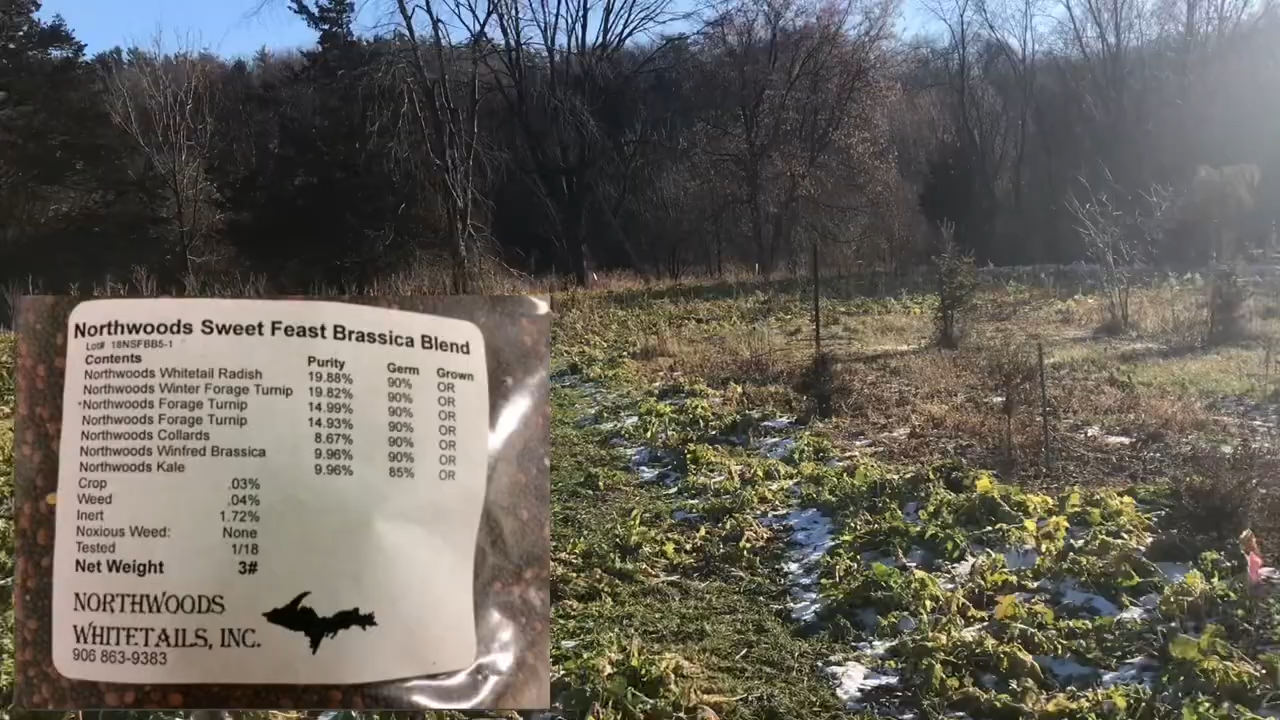 Northwoods Sweet Feast Brassica Blend
Lot# 18NSFBB5-1
Contents Purity Germ Grown
Northwoods Whitetail Radish 19.88% 90% OR
Northwoods Winter Forage Turnip 19.82% 90% OR
Northwoods Forage Turnip 14.99% 90% OR
Northwoods Forage Turnip 14.93% 90% OR
Northwoods Collards 8.67% 90% OR
Northwoods Winfred Brassica 9.96% 90% OR
Northwoods Kale 9.96% 85% OR
Crop .03%
Weed .04%
Inert 1.72%
Noxious Weed: None
Tested 1/18
Net Weight 3#
NORTHWOODS
WHITETAILS, INC.
906 863-9383